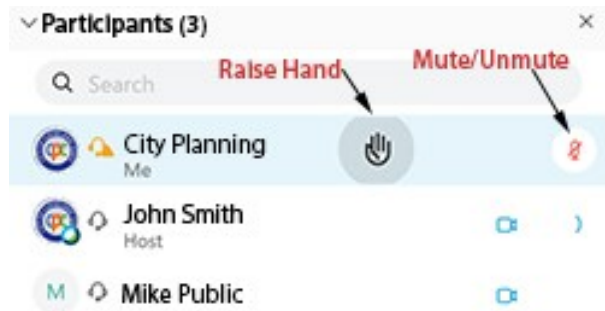 Participants (3)
Search
Raise Hand
Mute/Unmute
City Planning
Me
John Smith
Host
M
Mike Public